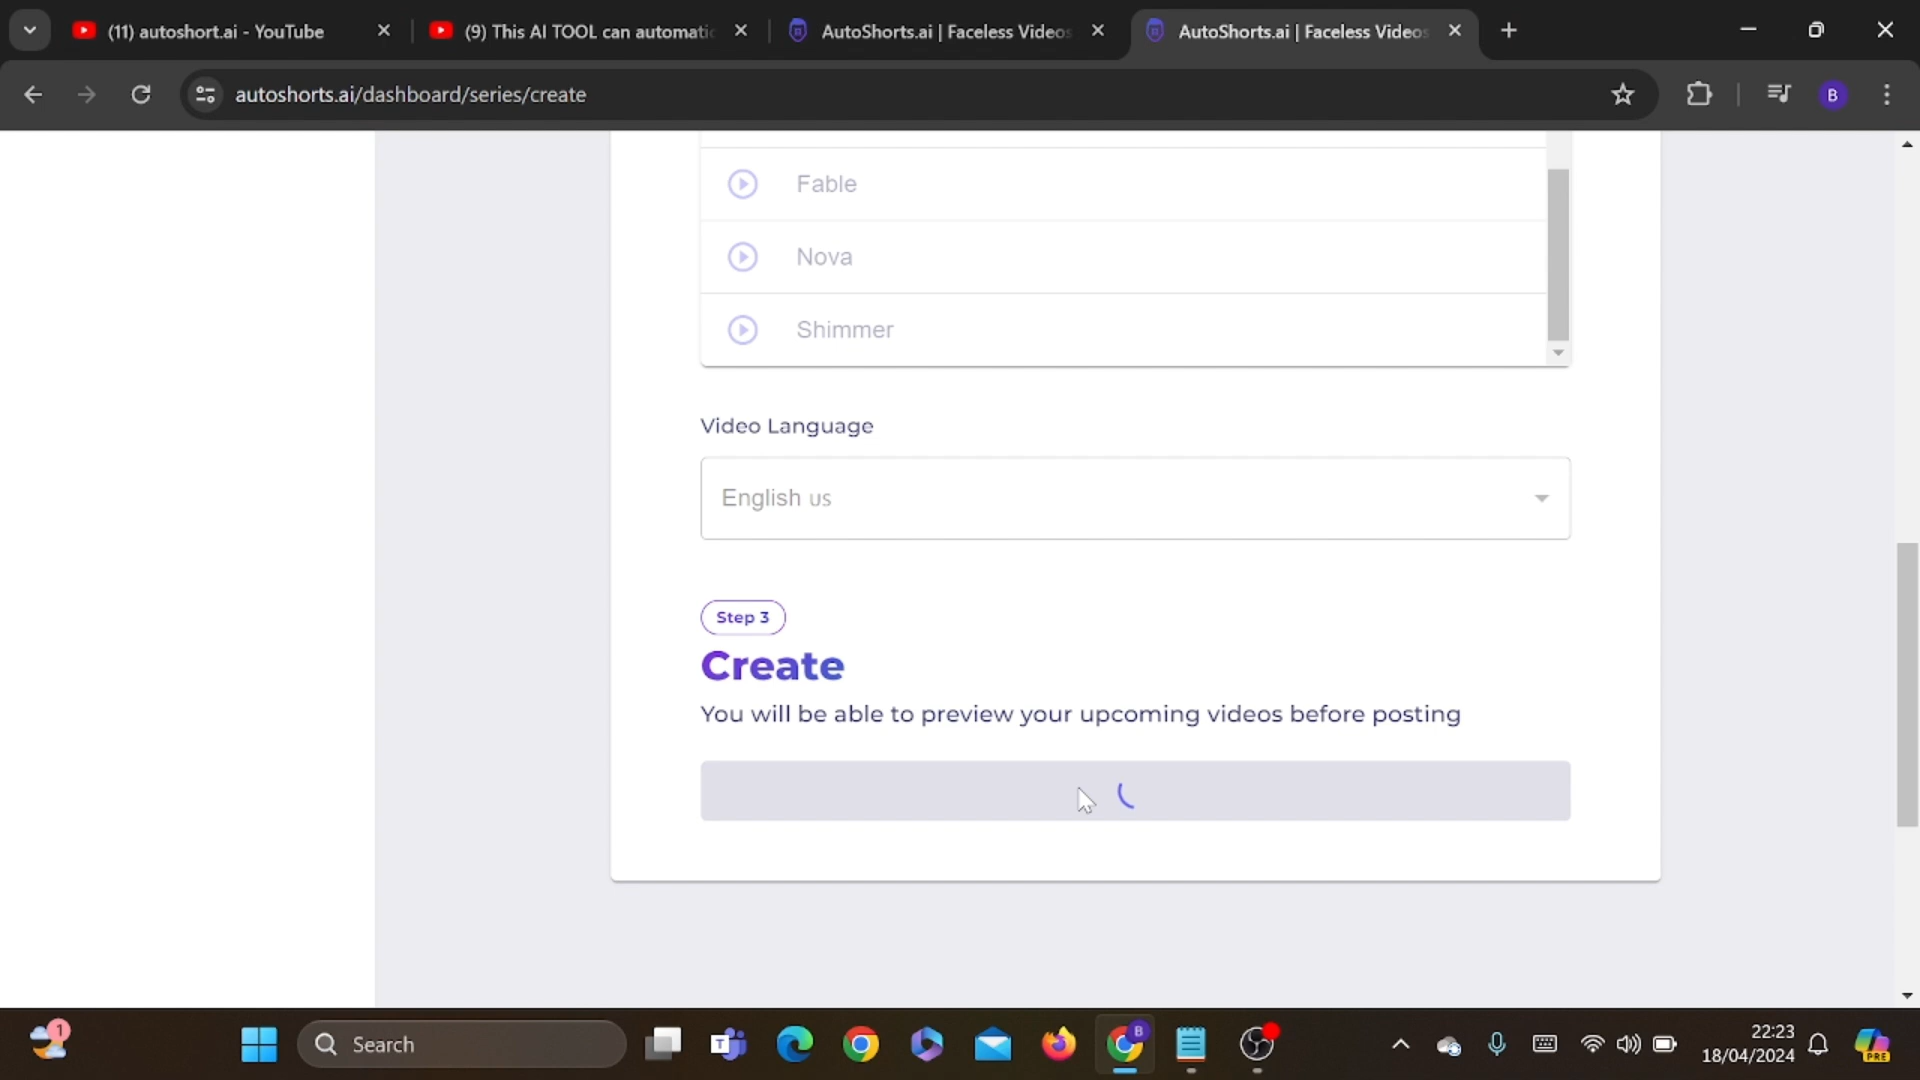 (11) autoshort.ai - YouTube
(9) This AI TOOL can automatic
AutoShorts.ai | Faceless Videos
AutoShorts.ai | Faceless Videos
autoshorts.ai/dashboard/series/create
B
Fable
Nova
Shimmer
Video Language
English us
Step 3
Create
You will be able to preview your upcoming videos before posting
1
Search
T
B
22:23
18/04/2024
PRE